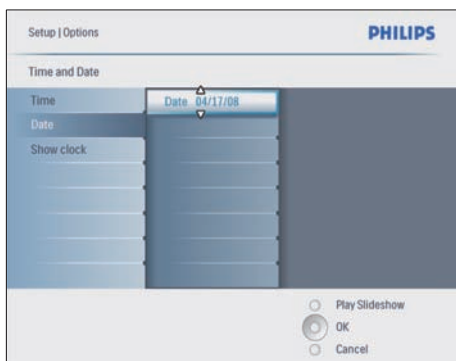 Setup | Options
PHILIPS
Time and Date
Time
Date 04/17/08
Date
Show clock
Play Slideshow
OK
Cancel